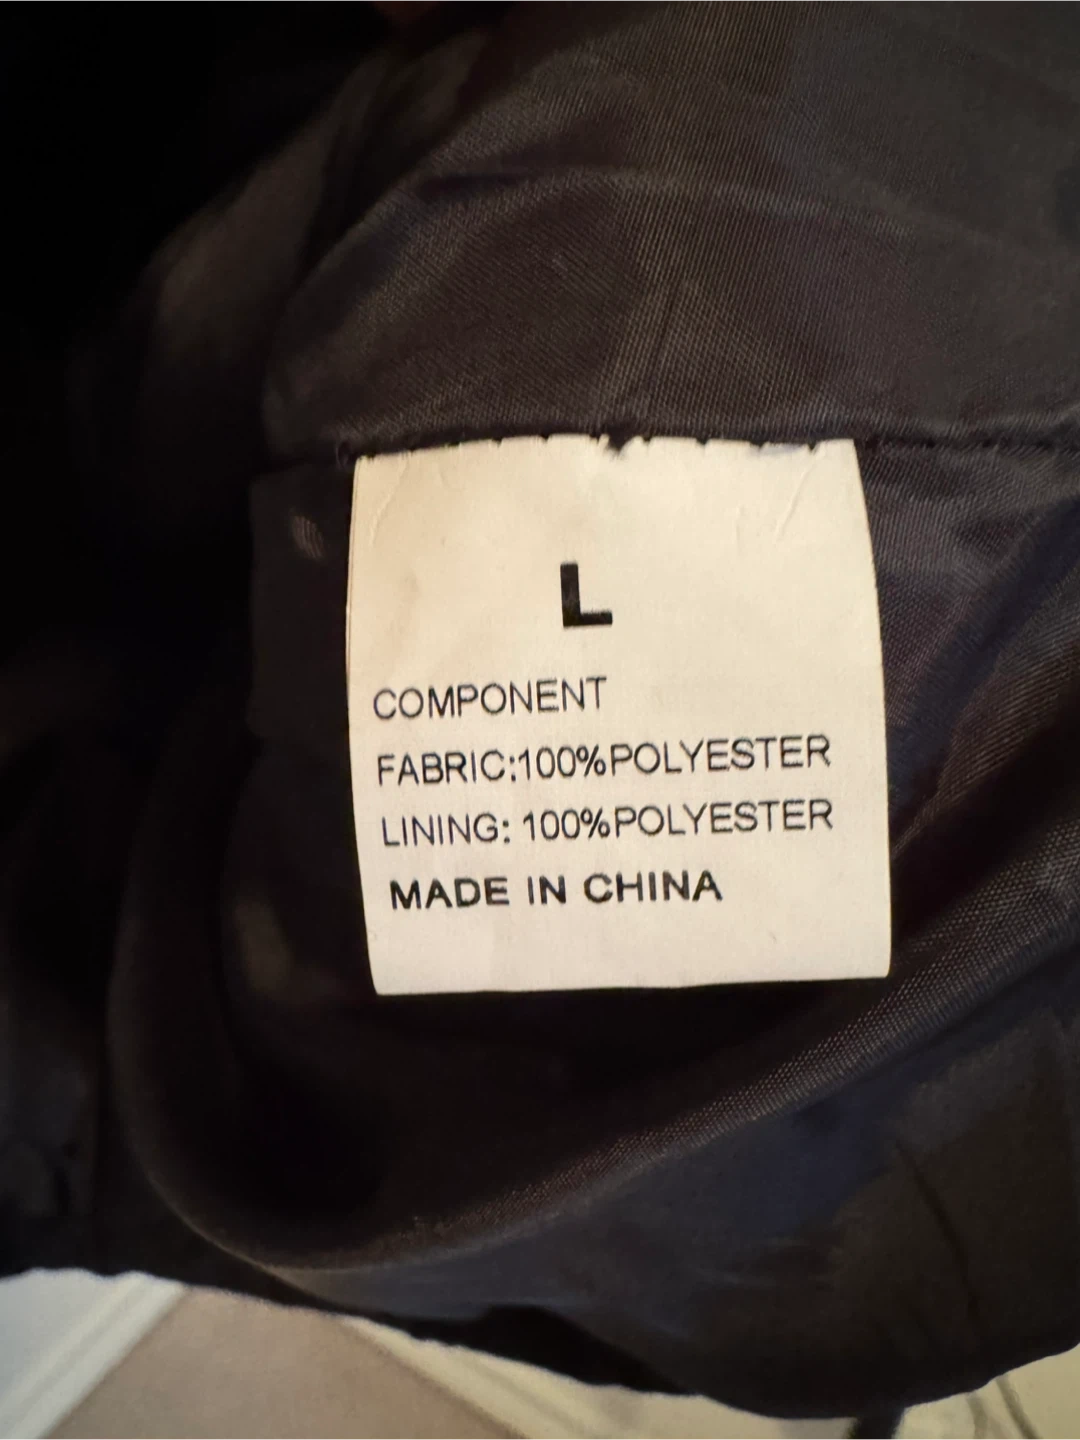 L
COMPONENT
FABRIC:100%POLYESTER
LINING: 100%POLYESTER
MADE IN CHINA